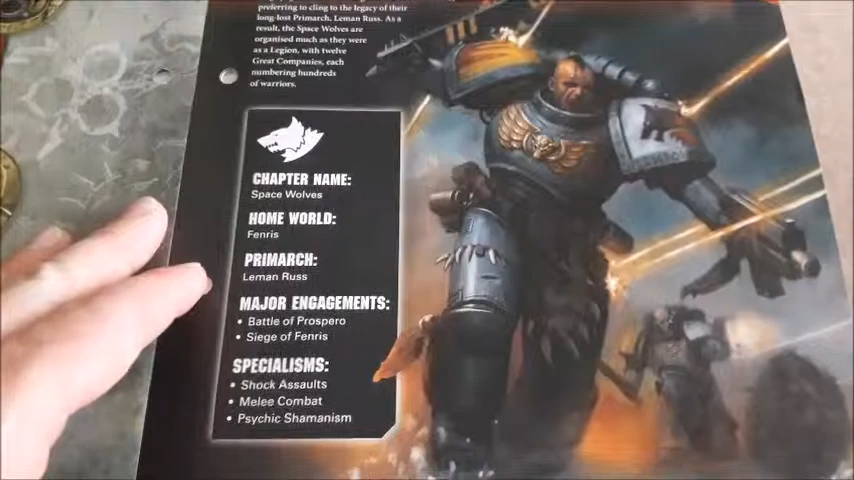 preferring to cling to the legacy of their
long-lost Primarch, Leman Russ. As a
result, the Space Wolves are
organised much as they were
as a Legion, with twelve
Great Companies, each
numbering hundreds
of warriors.
CHAPTER NAME:
Space Wolves
HOME WORLD:
Fenris
PRIMARCH:
Leman Russ
MAJOR ENGAGEMENTS:
• Battle of Prospero
• Siege of Fenris
SPECIALISMS:
• Shock Assaults
• Melee Combat
• Psychic Shamanism